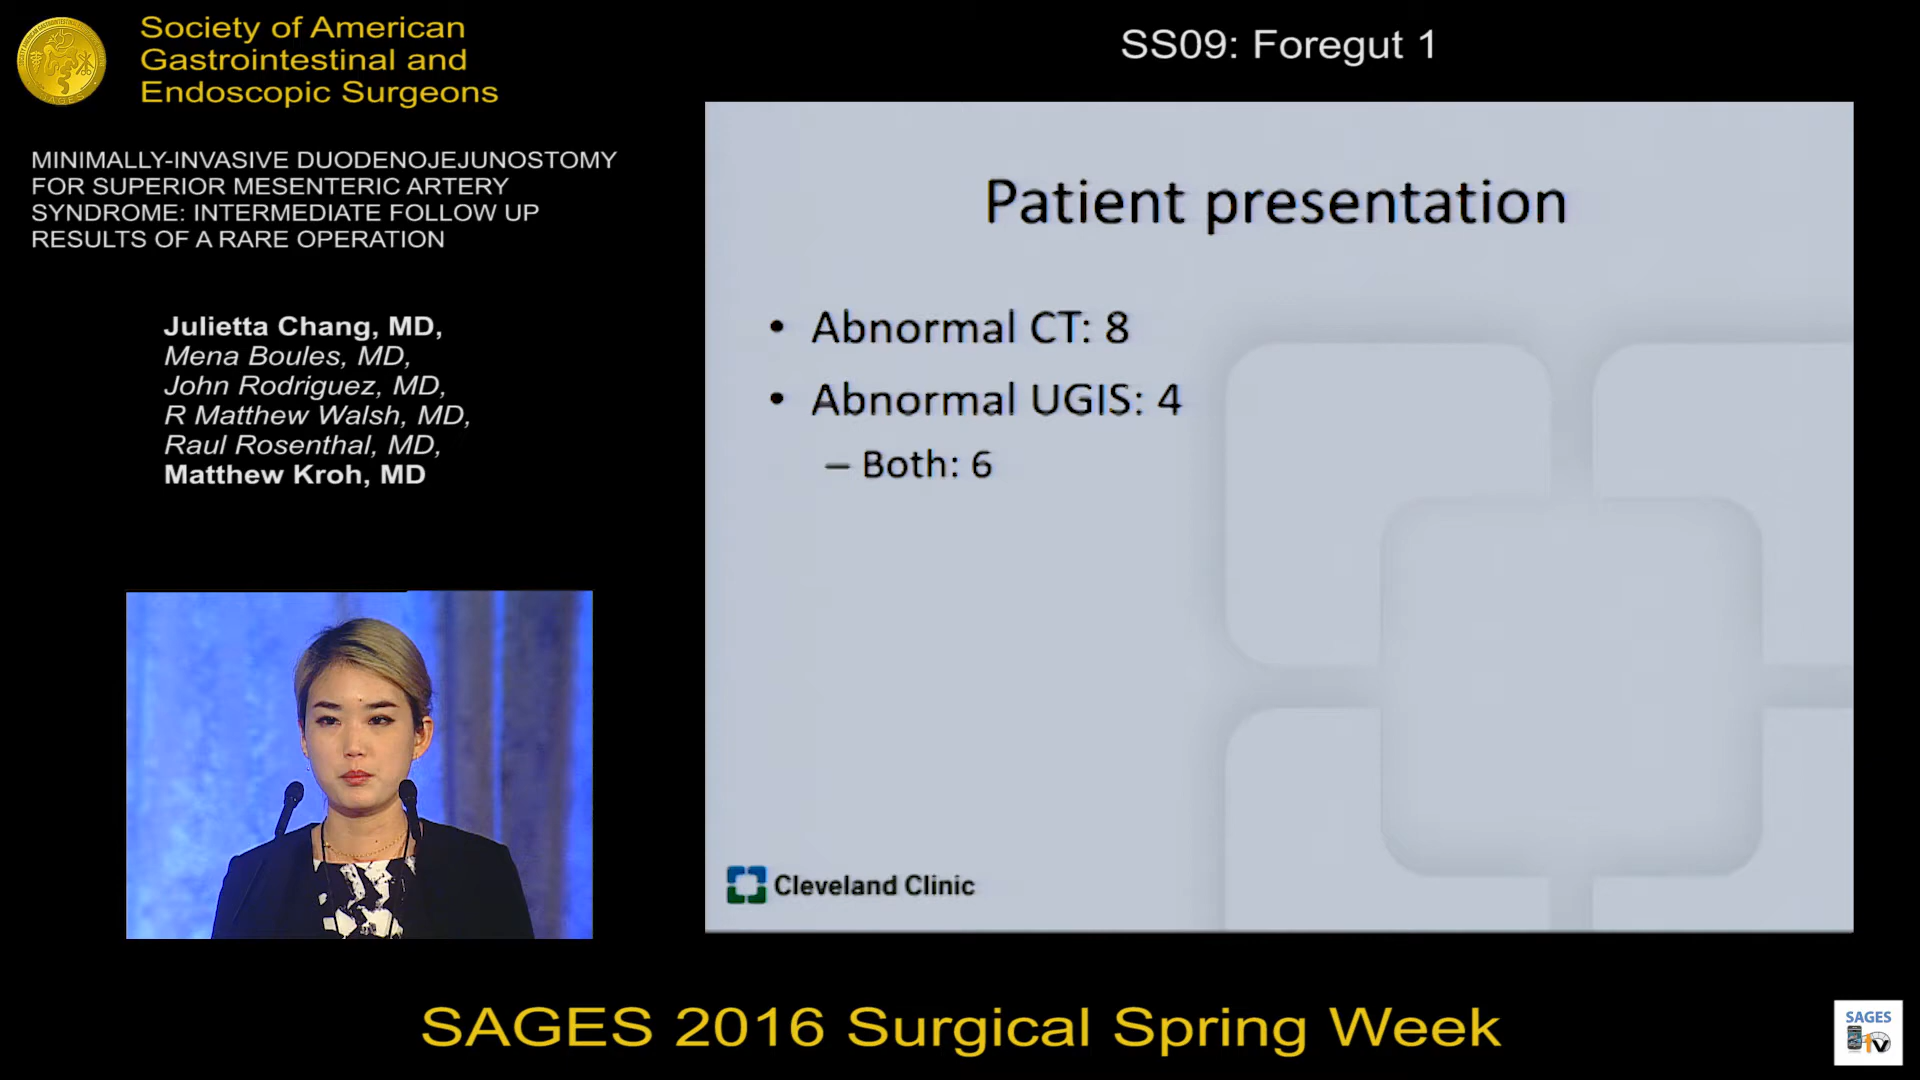 Society of American
Gastrointestinal and
Endoscopic Surgeons
SS09: Foregut 1
MINIMALLY-INVASIVE DUODENOJEJUNOSTOMY
FOR SUPERIOR MESENTERIC ARTERY
SYNDROME: INTERMEDIATE FOLLOW UP
RESULTS OF A RARE OPERATION
Julietta Chang, MD,
Mena Boules, MD,
John Rodriguez, MD,
R Matthew Walsh, MD,
Raul Rosenthal, MD,
Matthew Kroh, MD
Patient presentation
• Abnormal CT: 8
• Abnormal UGIS: 4
– Both: 6
Cleveland Clinic
SAGES 2016 Surgical Spring Week
SAGES
TV